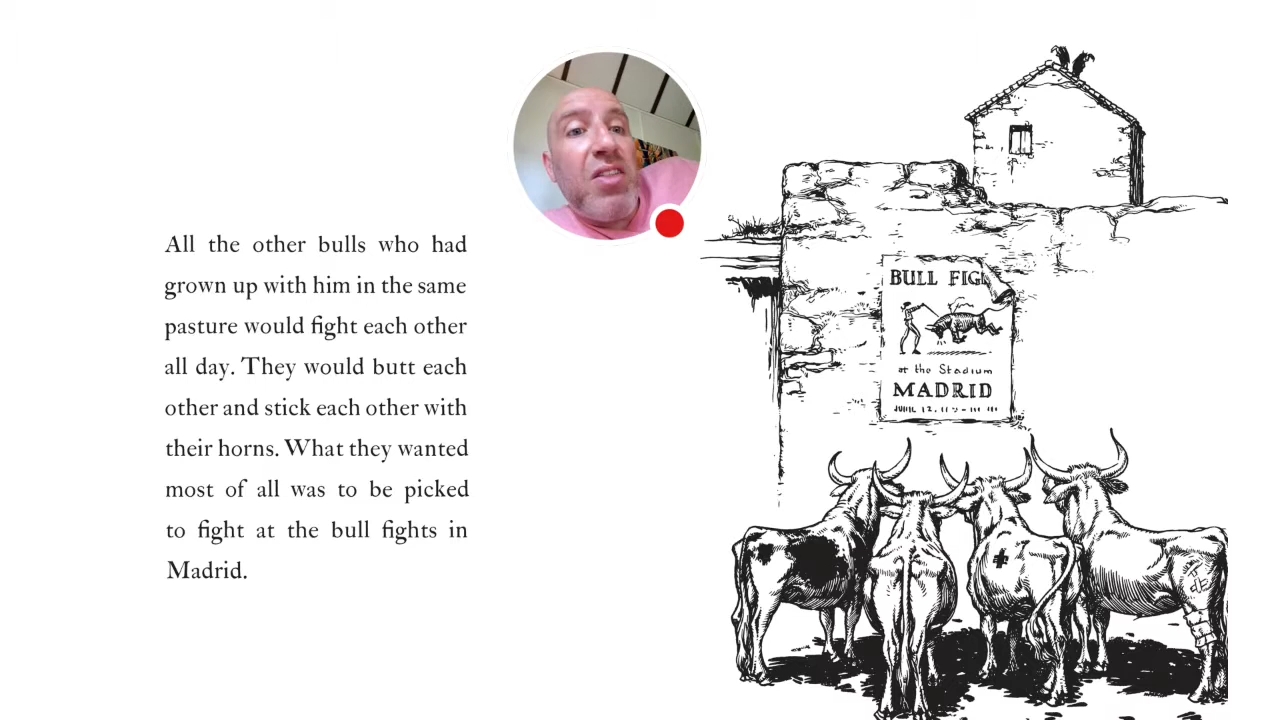 All the other bulls who had
grown up with him in the same
pasture would fight each other
all day. They would butt each
other and stick each other with
their horns. What they wanted
most of all was to be picked
to fight at the bull fights in
Madrid.
BULL FIG
at the Stadium
MADRID